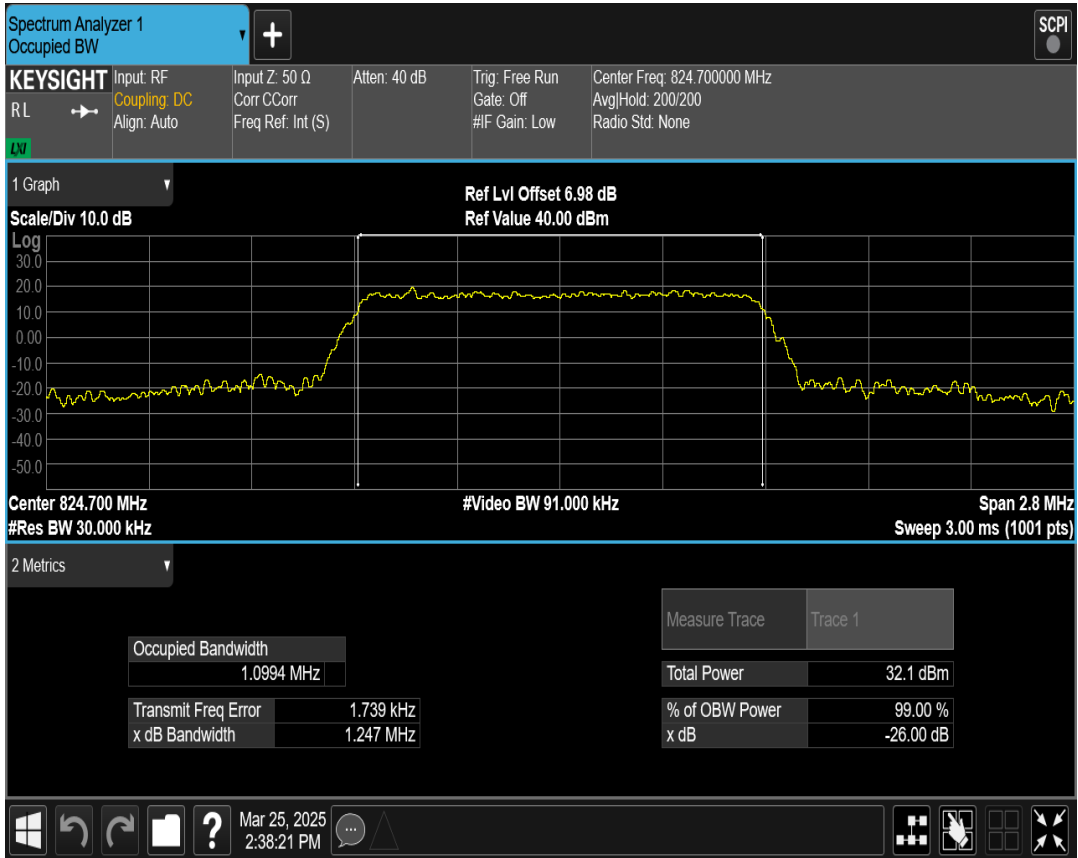 Spectrum Analyzer 1
Occupied BW
SCPI
KEYSIGHT
RL
LXI
Input: RF
Coupling: DC
Align: Auto
Input Z: 50 Ω
Corr CCorr
Freq Ref: Int (S)
Atten: 40 dB
Trig: Free Run
Gate: Off
#IF Gain: Low
Center Freq: 824.700000 MHz
Avg|Hold: 200/200
Radio Std: None
1 Graph
Scale/Div 10.0 dB
Ref Lvl Offset 6.98 dB
Ref Value 40.00 dBm
Log
30.0
20.0
10.0
0.00
-10.0
-20.0
-30.0
-40.0
-50.0
Center 824.700 MHz
#Video BW 91.000 kHz
Span 2.8 MHz
#Res BW 30.000 kHz
Sweep 3.00 ms (1001 pts)
2 Metrics
Measure Trace Trace 1
Occupied Bandwidth
1.0994 MHz
Total Power 32.1 dBm
Transmit Freq Error 1.739 kHz
% of OBW Power 99.00 %
x dB Bandwidth 1.247 MHz
x dB -26.00 dB
Mar 25, 2025
2:38:21 PM